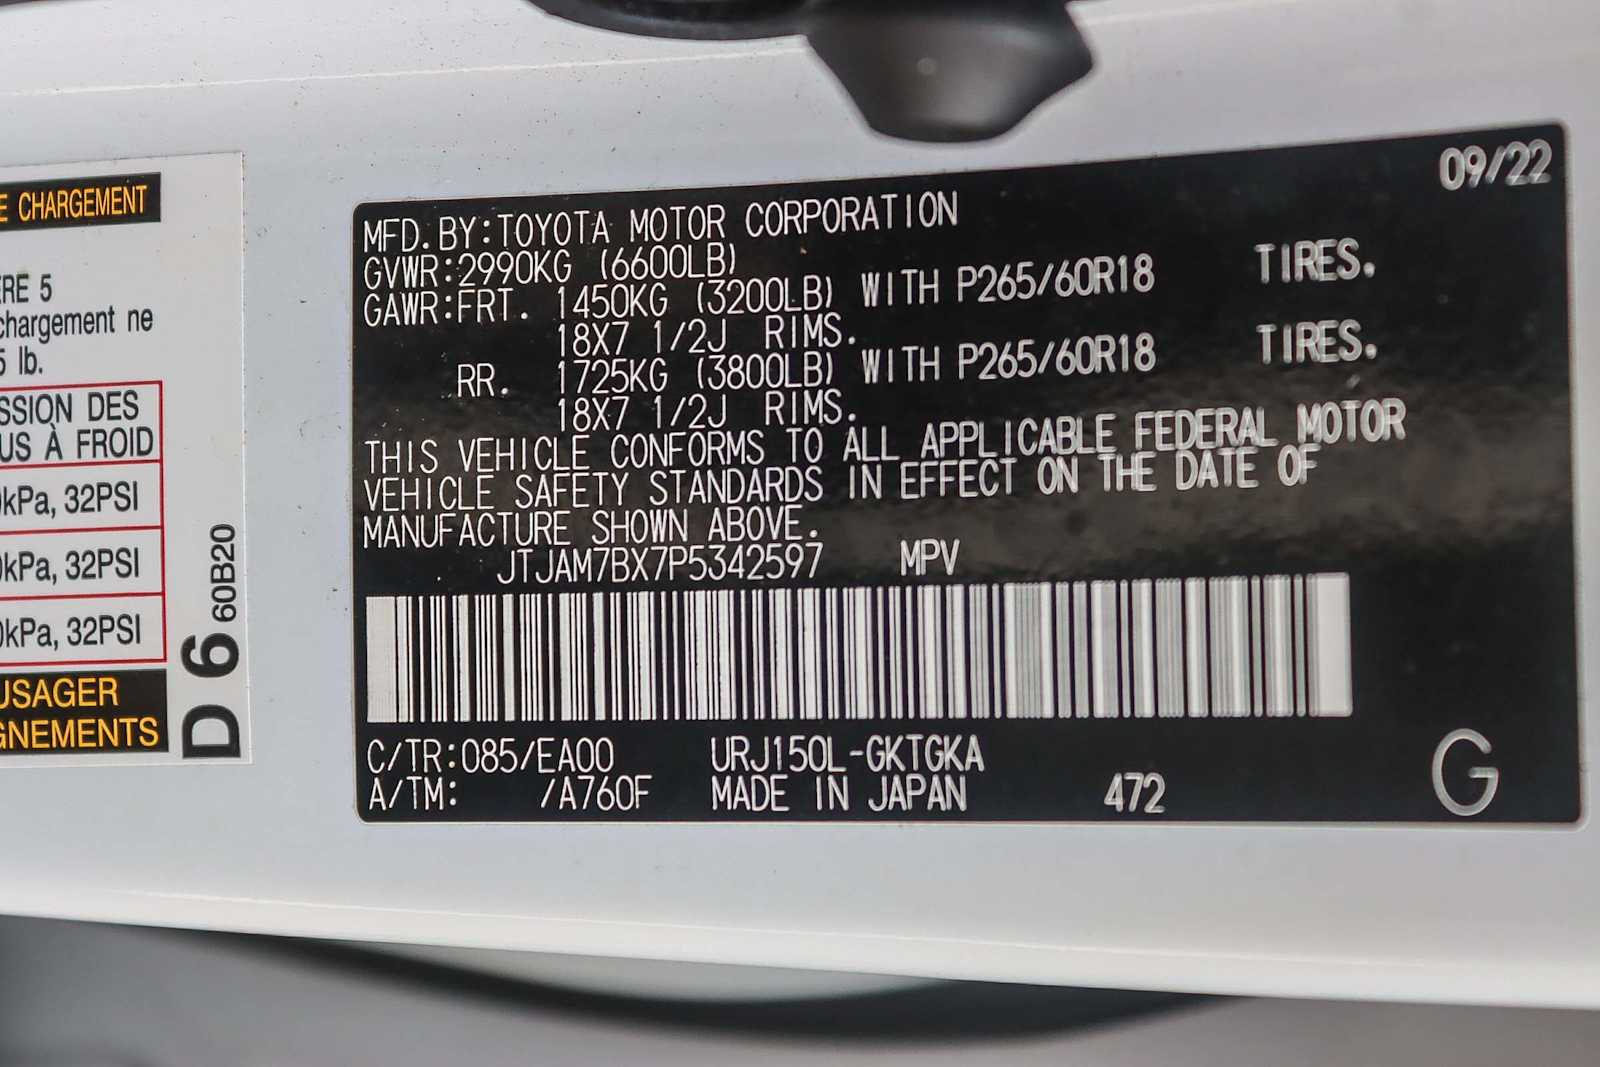 E CHARGEMENT
ÈRE 5
chargement ne
5 lb.
SSION DES
US À FROID
0kPa, 32PSI
0kPa, 32PSI
0kPa, 32PSI
USAGER
GNEMENTS
D 6 60B20
09/22
MFD.BY:TOYOTA MOTOR CORPORATION
GVWR:2990KG (6600LB)
GAWR:FRT. 1450KG (3200LB) WITH P265/60R18 TIRES.
18X7 1/2J RIMS.
RR. 1725KG (3800LB) WITH P265/60R18 TIRES.
18X7 1/2J RIMS.
THIS VEHICLE CONFORMS TO ALL APPLICABLE FEDERAL MOTOR
VEHICLE SAFETY STANDARDS IN EFFECT ON THE DATE OF
MANUFACTURE SHOWN ABOVE.
JTJAM7BX7P5342597 MPV
C/TR:085/EA00 URJ150L-GKTGKA
A/TM: /A760F MADE IN JAPAN 472 G